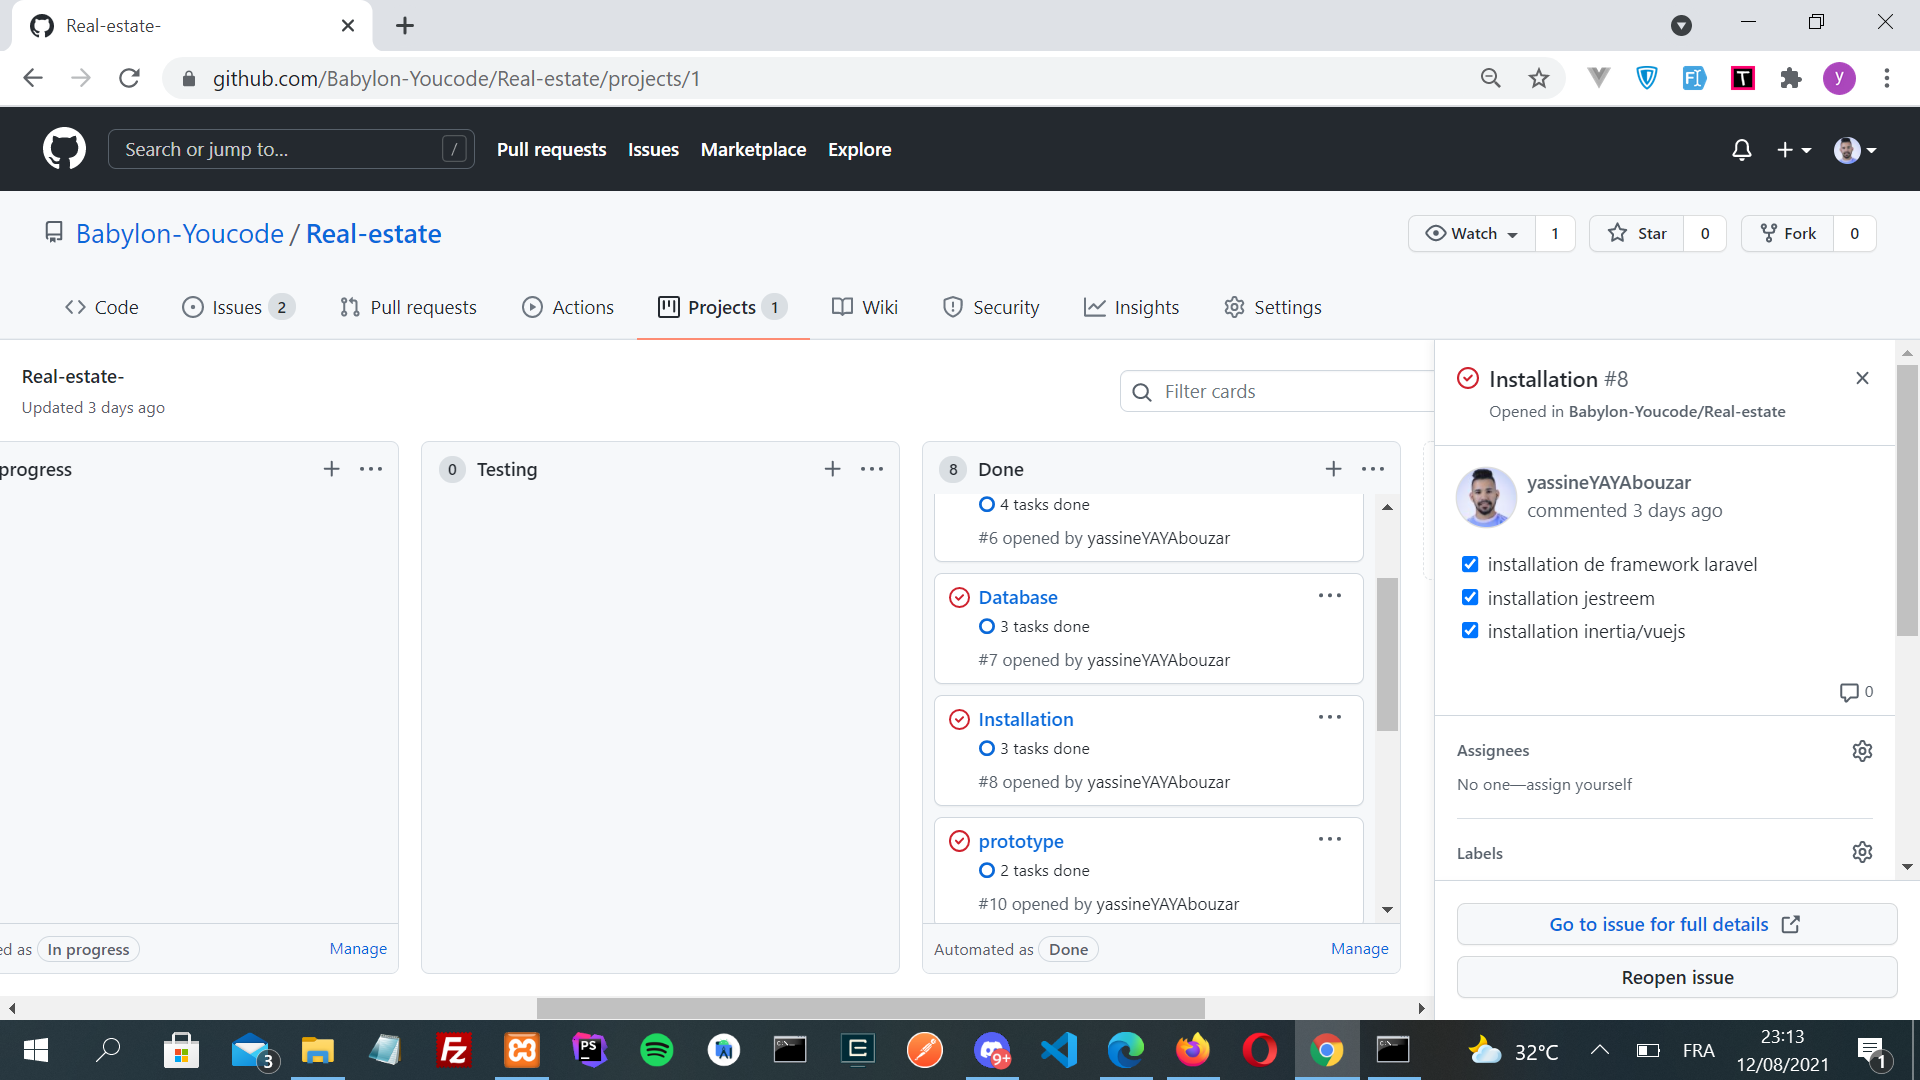 Real-estate-
github.com/Babylon-Youcode/Real-estate/projects/1
y
Search or jump to...
/
Pull requests
Issues
Marketplace
Explore
Babylon-Youcode / Real-estate
Watch 1
Star 0
Fork 0
Code
Issues 2
Pull requests
Actions
Projects 1
Wiki
Security
Insights
Settings
Real-estate-
Updated 3 days ago
Filter cards
progress
ed as In progress
Manage
0 Testing
8 Done
4 tasks done
#6 opened by yassineYAYAbouzar
Database
3 tasks done
#7 opened by yassineYAYAbouzar
Installation
3 tasks done
#8 opened by yassineYAYAbouzar
prototype
2 tasks done
#10 opened by yassineYAYAbouzar
Automated as Done
Manage
Installation #8
Opened in Babylon-Youcode/Real-estate
yassineYAYAbouzar
commented 3 days ago
installation de framework laravel
installation jestreem
installation inertia/vuejs
0
Assignees
No one—assign yourself
Labels
Go to issue for full details
Reopen issue
3
PS
9+
32°C
FRA
23:13
12/08/2021
1